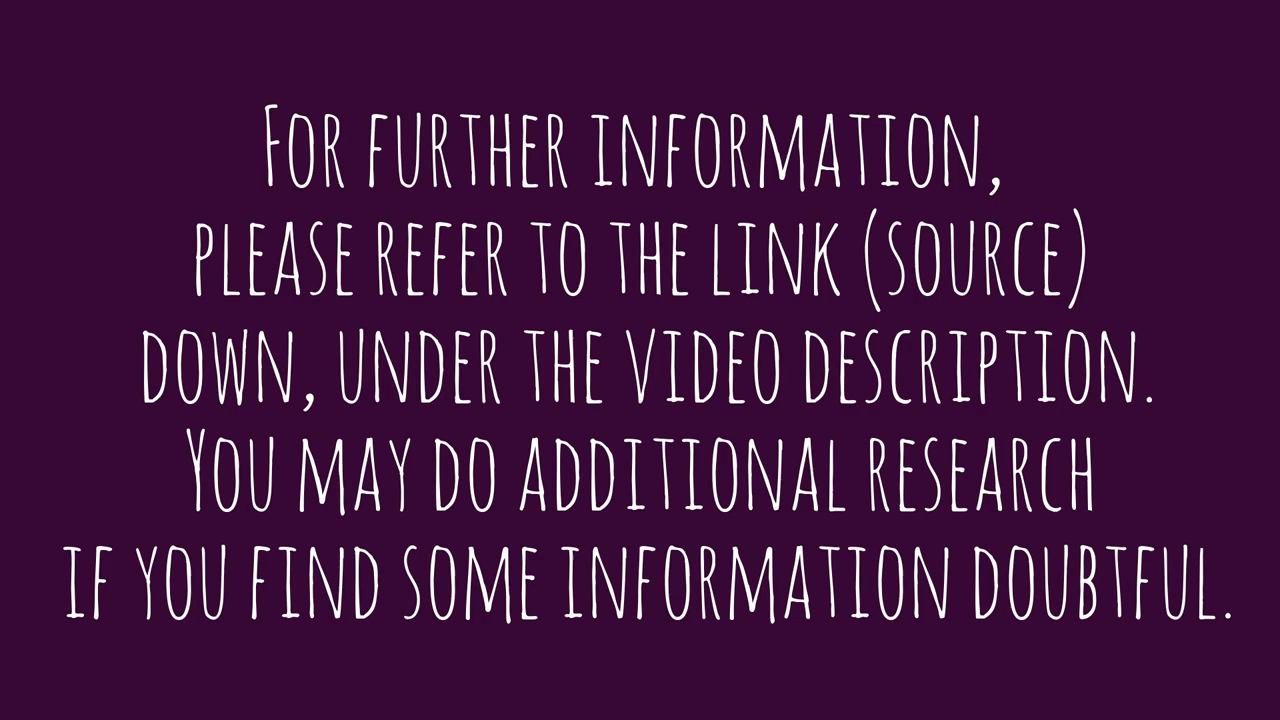 For further information,
please refer to the link (source)
down, under the video description.
You may do additional research
if you find some information doubtful.